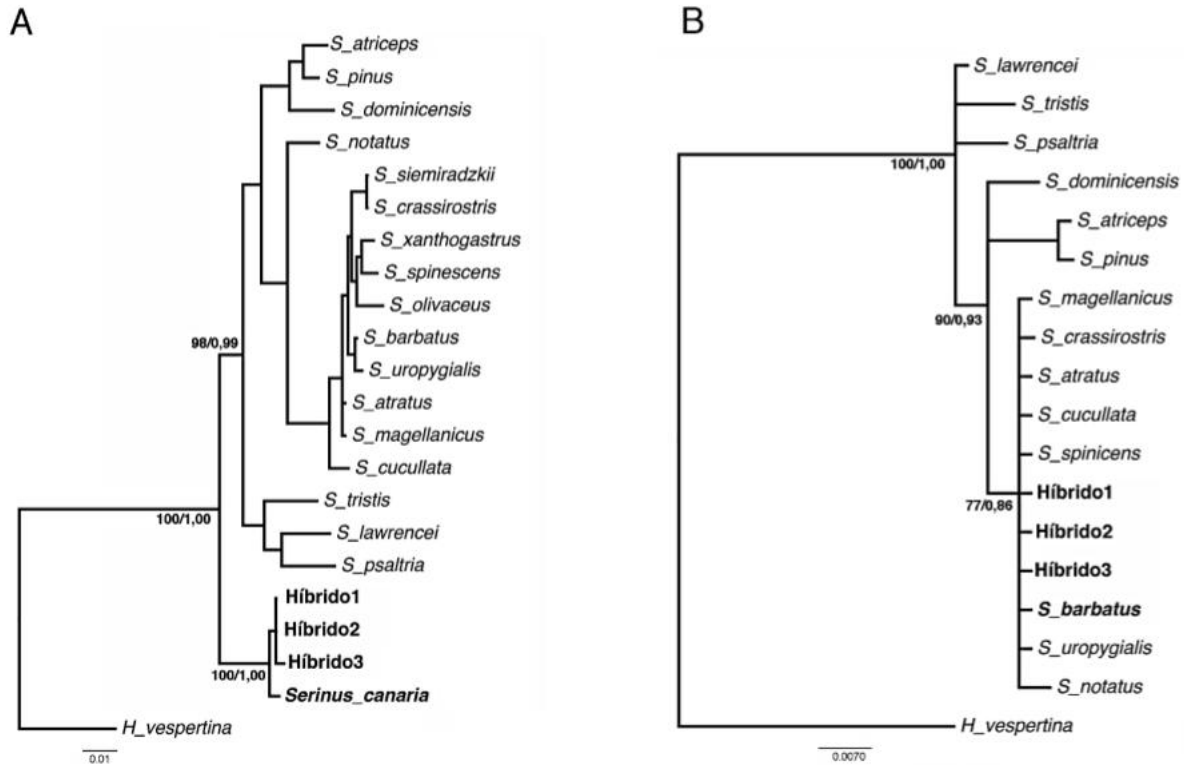 A
S_atriceps
S_pinus
S_dominicensis
S_notatus
S_siemiradzkii
S_crassirostris
S_xanthogastrus
S_spinescens
S_olivaceus
98/0,99
S_barbatus
S_uropygialis
S_atratus
S_magellanicus
S_cucullata
S_tristis
100/1,00
S_lawrencei
S_psaltria
Híbrido1
Híbrido2
Híbrido3
100/1,00
Serinus_canaria
H_vespertina
0.01
B
S_lawrencei
S_tristis
S_psaltria
100/1,00
S_dominicensis
S_atriceps
S_pinus
S_magellanicus
90/0,93
S_crassirostris
S_atratus
S_cucullata
S_spinicens
Híbrido1
77/0,86
Híbrido2
Híbrido3
S_barbatus
S_uropygialis
S_notatus
H_vespertina
0.0070